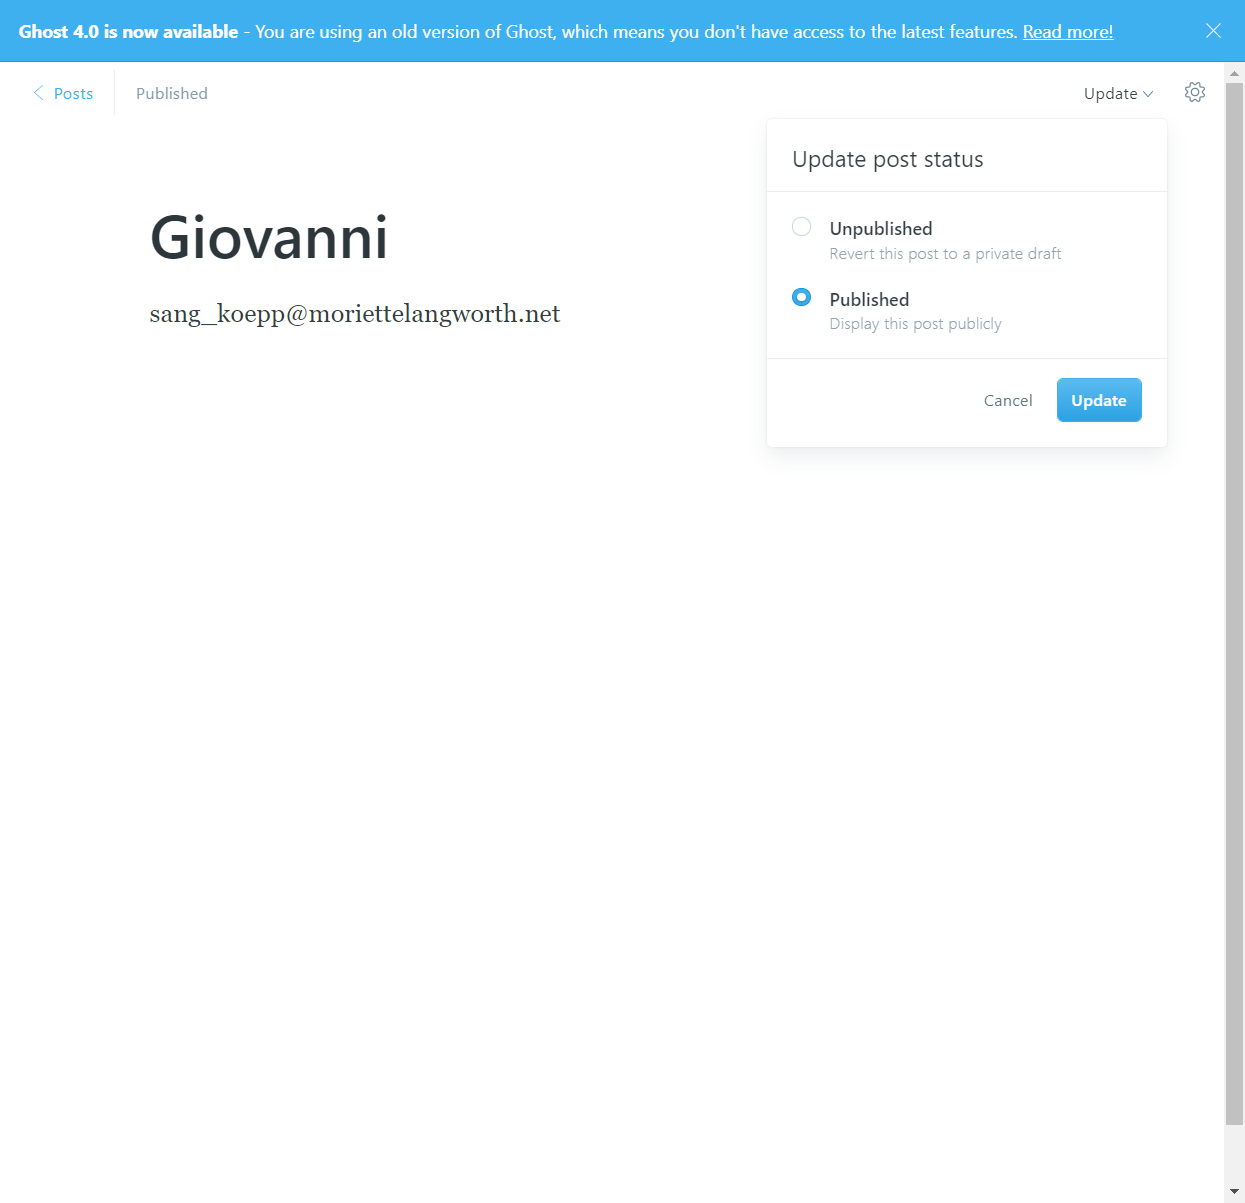 Ghost 4.0 is now available - You are using an old version of Ghost, which means you don't have access to the latest features. Read more!
Posts
Published
Update
Update post status
Unpublished
Revert this post to a private draft
Published
Display this post publicly
Cancel
Update
Giovanni
sang_koepp@moriettelangworth.net